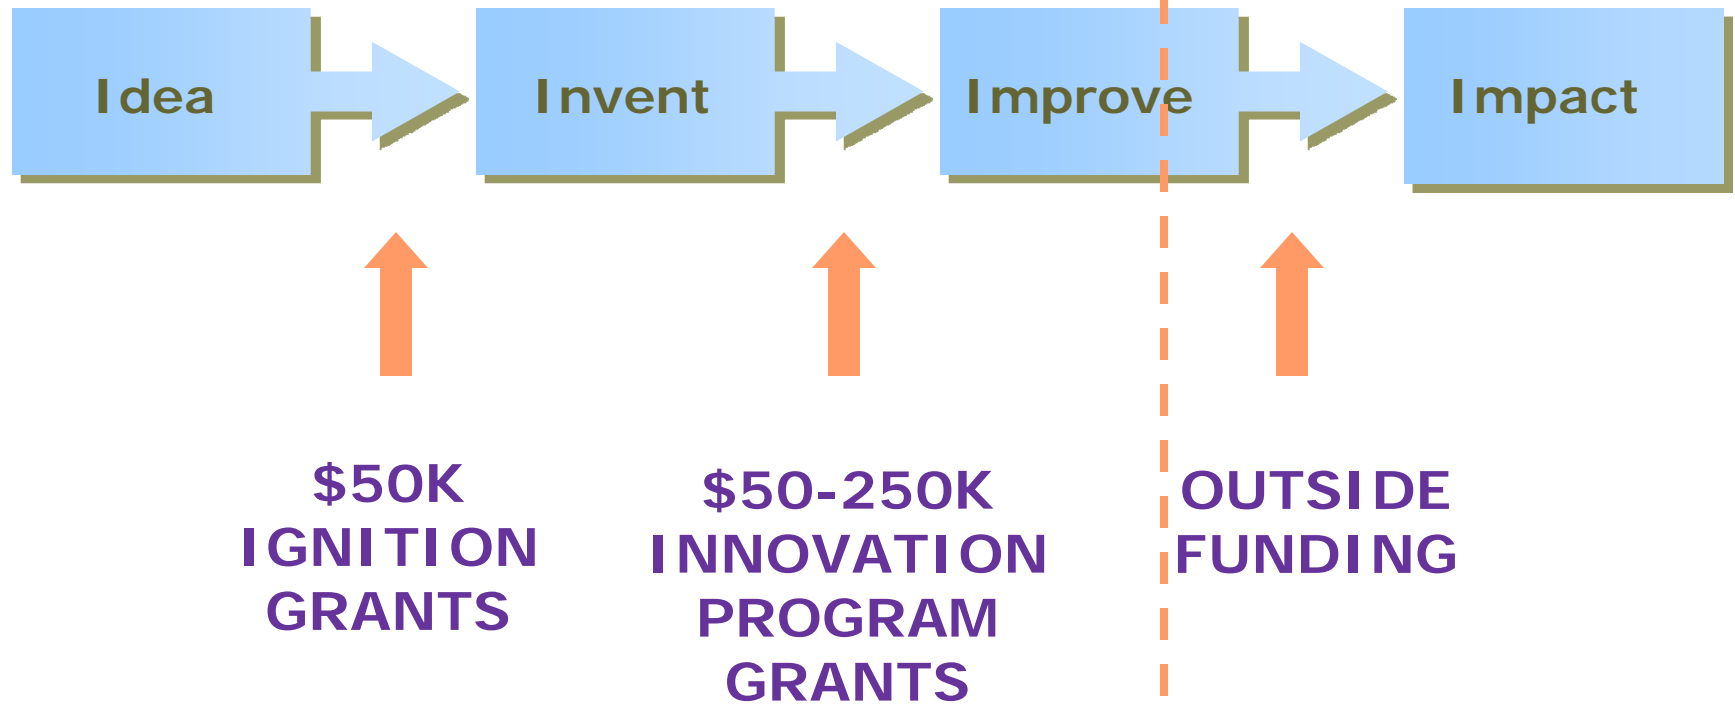 Idea
Invent
Improve
Impact
$50K
IGNITION
GRANTS
$50-250K
INNOVATION
PROGRAM
GRANTS
OUTSIDE
FUNDING